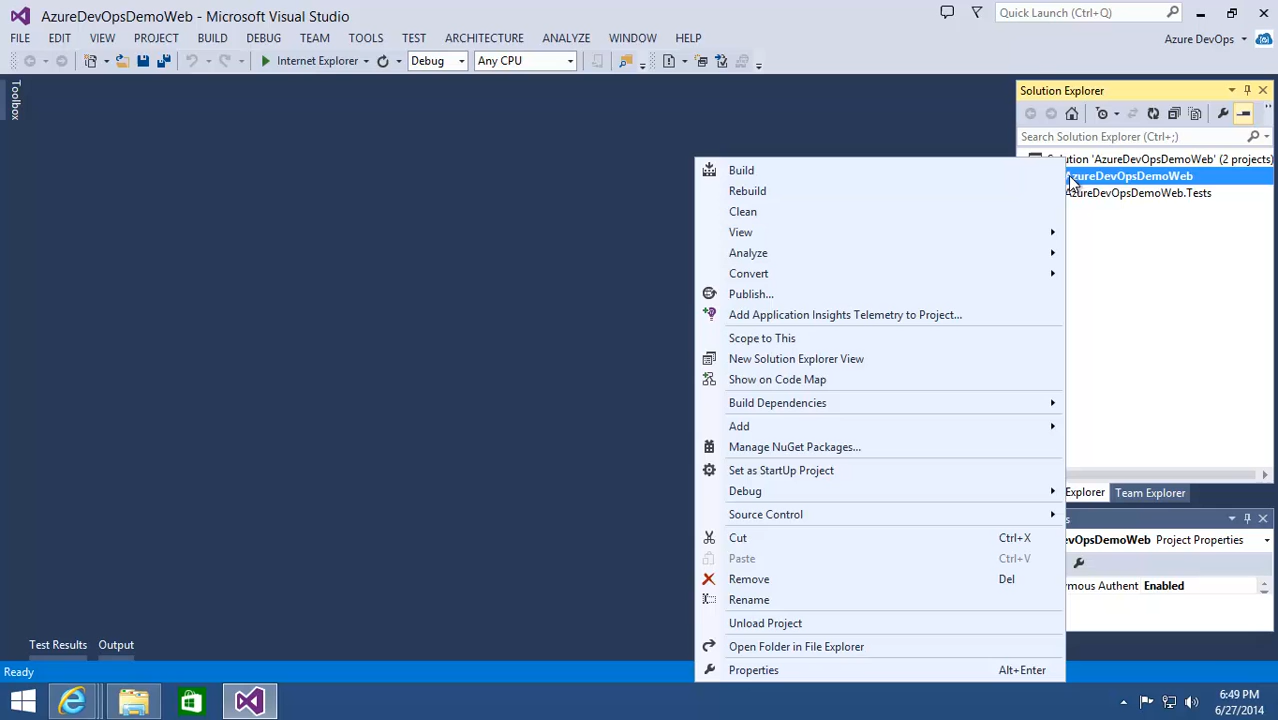 AzureDevOpsDemoWeb - Microsoft Visual Studio
Quick Launch (Ctrl+Q)
FILE EDIT VIEW PROJECT BUILD DEBUG TEAM TOOLS TEST ARCHITECTURE ANALYZE WINDOW HELP
Azure DevOps
Internet Explorer
Debug
Any CPU
Toolbox
Solution Explorer
Search Solution Explorer (Ctrl+;)
Solution 'AzureDevOpsDemoWeb' (2 projects)
AzureDevOpsDemoWeb
AzureDevOpsDemoWeb.Tests
Build
Rebuild
Clean
View
Analyze
Convert
Publish...
Add Application Insights Telemetry to Project...
Scope to This
New Solution Explorer View
Show on Code Map
Build Dependencies
Add
Manage NuGet Packages...
Set as StartUp Project
Debug
Source Control
Cut Ctrl+X
Paste Ctrl+V
Remove Del
Rename
Unload Project
Open Folder in File Explorer
Properties Alt+Enter
Explorer
Team Explorer
s
evOpsDemoWeb Project Properties
ymous Authent Enabled
Test Results
Output
Ready
6:49 PM
6/27/2014